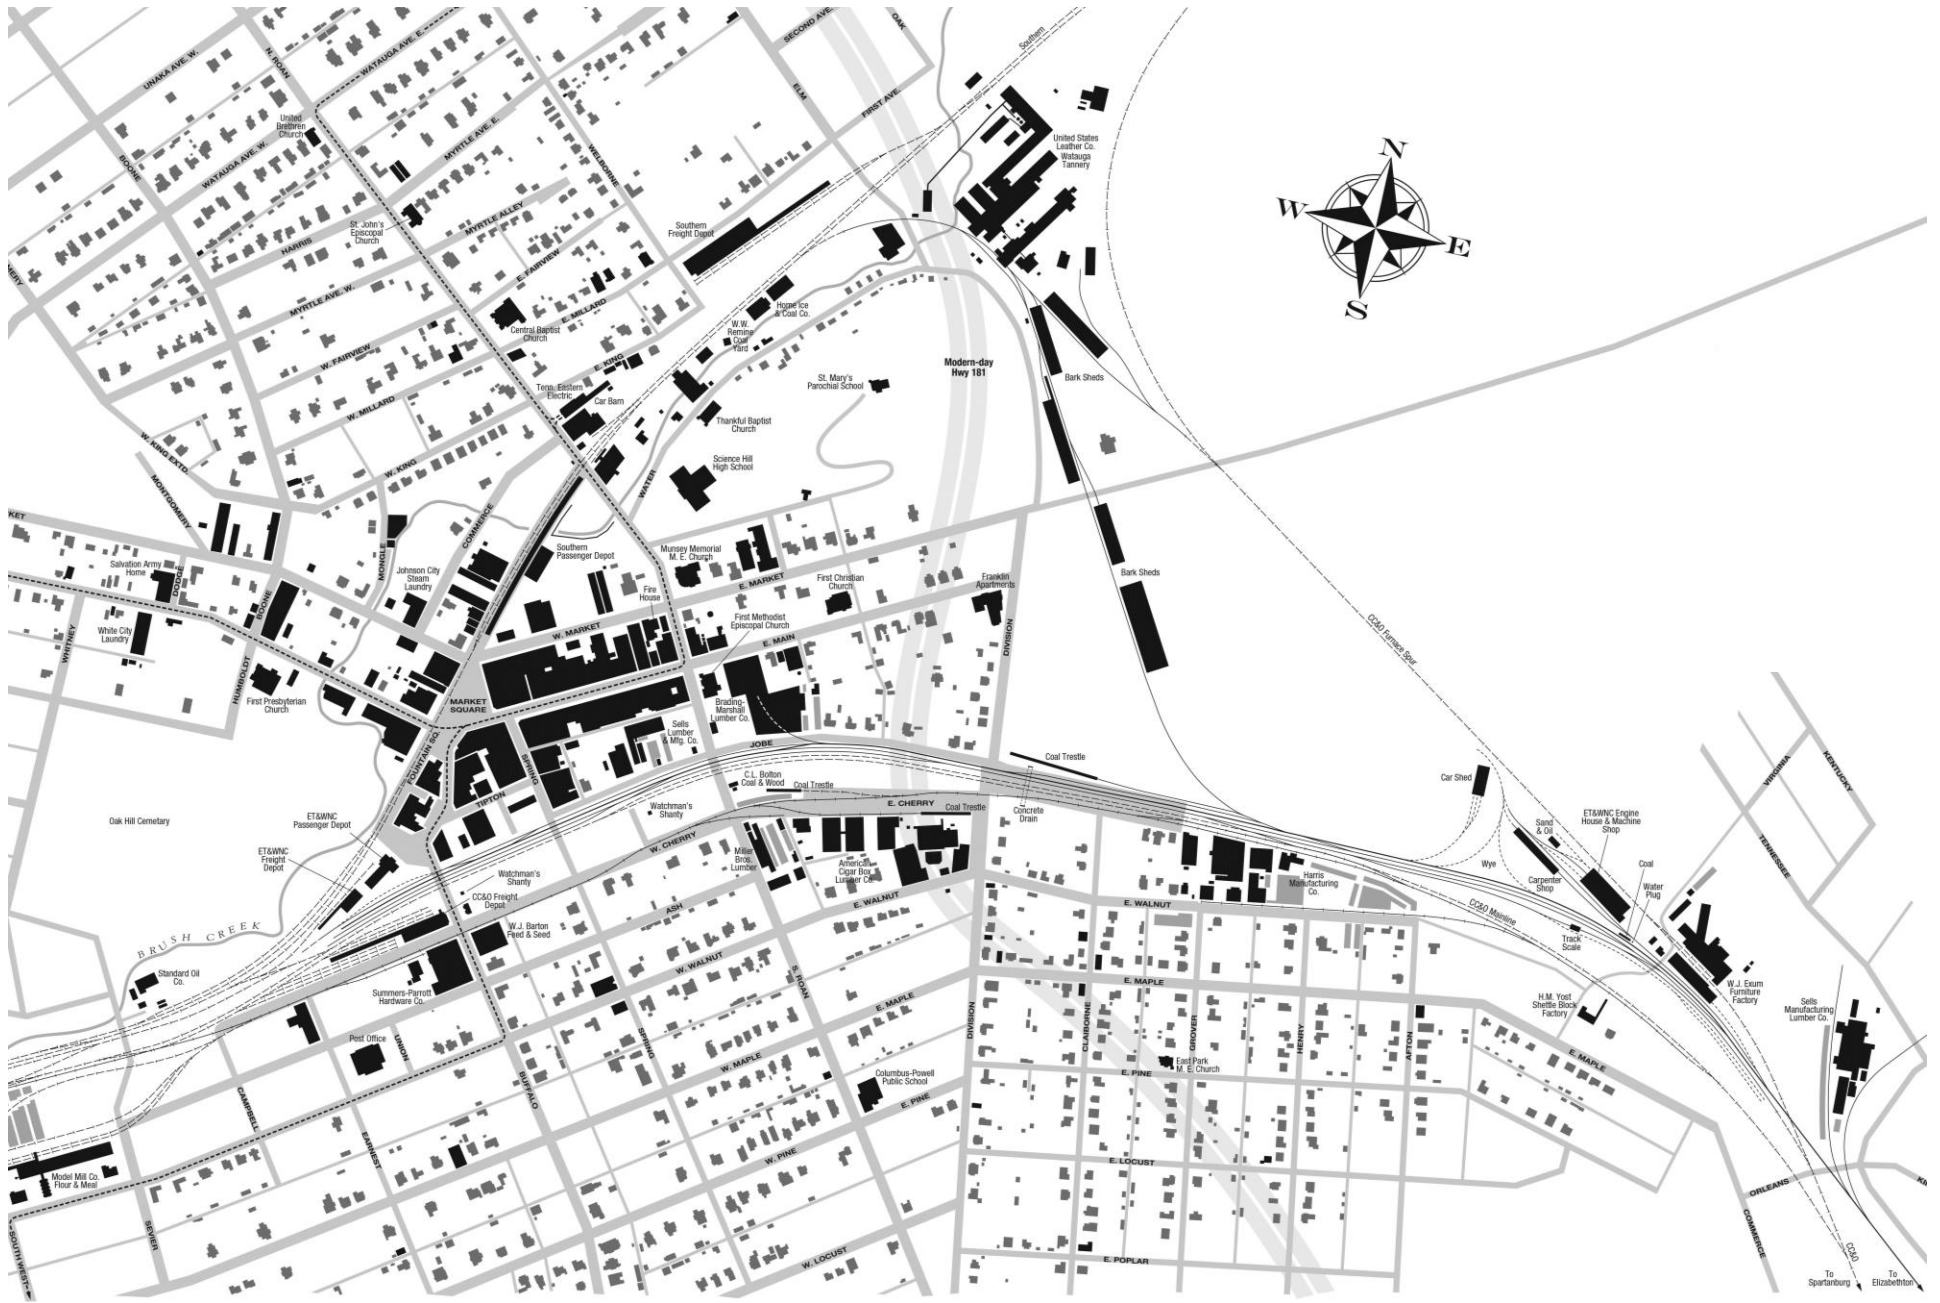 SECOND AVE.
OAK
Southern
UNAKA AVE. W.
N. ROAN
WATAUGA AVE. E.
ELM
FIRST AVE.
United
Brethren
Church
BOONE
WATAUGA AVE. W.
MYRTLE AVE. E.
WELBORNE
United States
Leather Co.
Watauga
Tannery
N
W
E
S
St. John's
Episcopal
Church
MYRTLE ALLEY
HARRIS
Southern
Freight Depot
E. FAIRVIEW
MYRTLE AVE. W.
E. MILLARD
Central Baptist
Church
Home Ice
& Coal Co.
W.W.
Remine
Coal
Yard
W. FAIRVIEW
E. KING
Modern-day
Hwy 181
St. Mary's
Parochial School
Bark Sheds
W. MILLARD
Tenn. Eastern
Electric
Car Barn
Thankful Baptist
Church
W. KING EXTD.
W. KING
Science Hill
High School
WATER
MONTGOMERY
COMMERCE
MONGLE
Southern
Passenger Depot
Munsey Memorial
M. E. Church
E. MARKET
Salvation Army
Home
DODGE
Johnson City
Steam
Laundry
Fire
House
First Christian
Church
Franklin
Apartments
Bark Sheds
BOONE
WHITNEY
White City
Laundry
W. MARKET
First Methodist
Episcopal Church
E. MAIN
DIVISION
CC&O Furnace Spur
HUMBOLDT
First Presbyterian
Church
MARKET
SQUARE
Brading-
Marshall
Lumber Co.
Sells
Lumber
& Mfg. Co.
JOBE
FOUNTAIN SQ.
SPRING
TIPTON
C.L. Bolton
Coal & Wood
Coal Trestle
Coal Trestle
Car Shed
VIRGINIA
KENTUCKY
TENNESSEE
Oak Hill Cemetary
ET&WNC
Passenger Depot
Watchman's
Shanty
E. CHERRY
Coal Trestle
Concrete
Drain
Sand
& Oil
ET&WNC Engine
House & Machine
Shop
ET&WNC
Freight
Depot
W. CHERRY
Miller
Bros.
Lumber
American
Cigar Box
Lumber Co.
Harris
Manufacturing
Co.
Wye
Carpenter
Shop
Coal
Water
Plug
Watchman's
Shanty
CC&O Freight
Depot
ASH
E. WALNUT
E. WALNUT
CC&O Mainline
Track
Scale
BRUSH CREEK
W.J. Barton
Feed & Seed
Standard Oil
Co.
Summers-Parrott
Hardware Co.
W. WALNUT
S. ROAN
E. MAPLE
E. MAPLE
W.J. Exum
Furniture
Factory
H.M. Yost
Shettle Block
Factory
Sells
Manufacturing
Lumber Co.
Post Office
UNION
SPRING
DIVISION
CLAIBORNE
GROVER
HENRY
AFTON
E. MAPLE
W. MAPLE
Columbus-Powell
Public School
E. PINE
East Park
M. E. Church
E. PINE
CAMPBELL
BUFFALO
EARNEST
W. PINE
E. LOCUST
Model Mill Co.
Flour & Meal
ORLEANS
SOUTH WEST
SEVIER
W. LOCUST
E. POPLAR
COMMERCE
CC&O
To
Spartanburg
To
Elizabethton